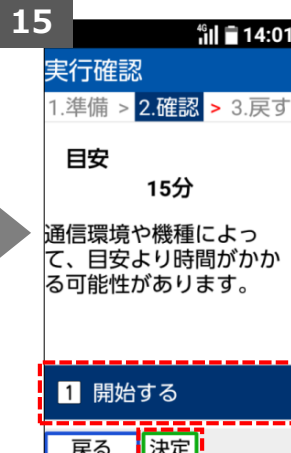 15
4G 14:01
実行確認
1.準備 > 2.確認 > 3.戻す
目安
15分
通信環境や機種によっ
て、目安より時間がかか
る可能性があります。
1 開始する
戻る 決定